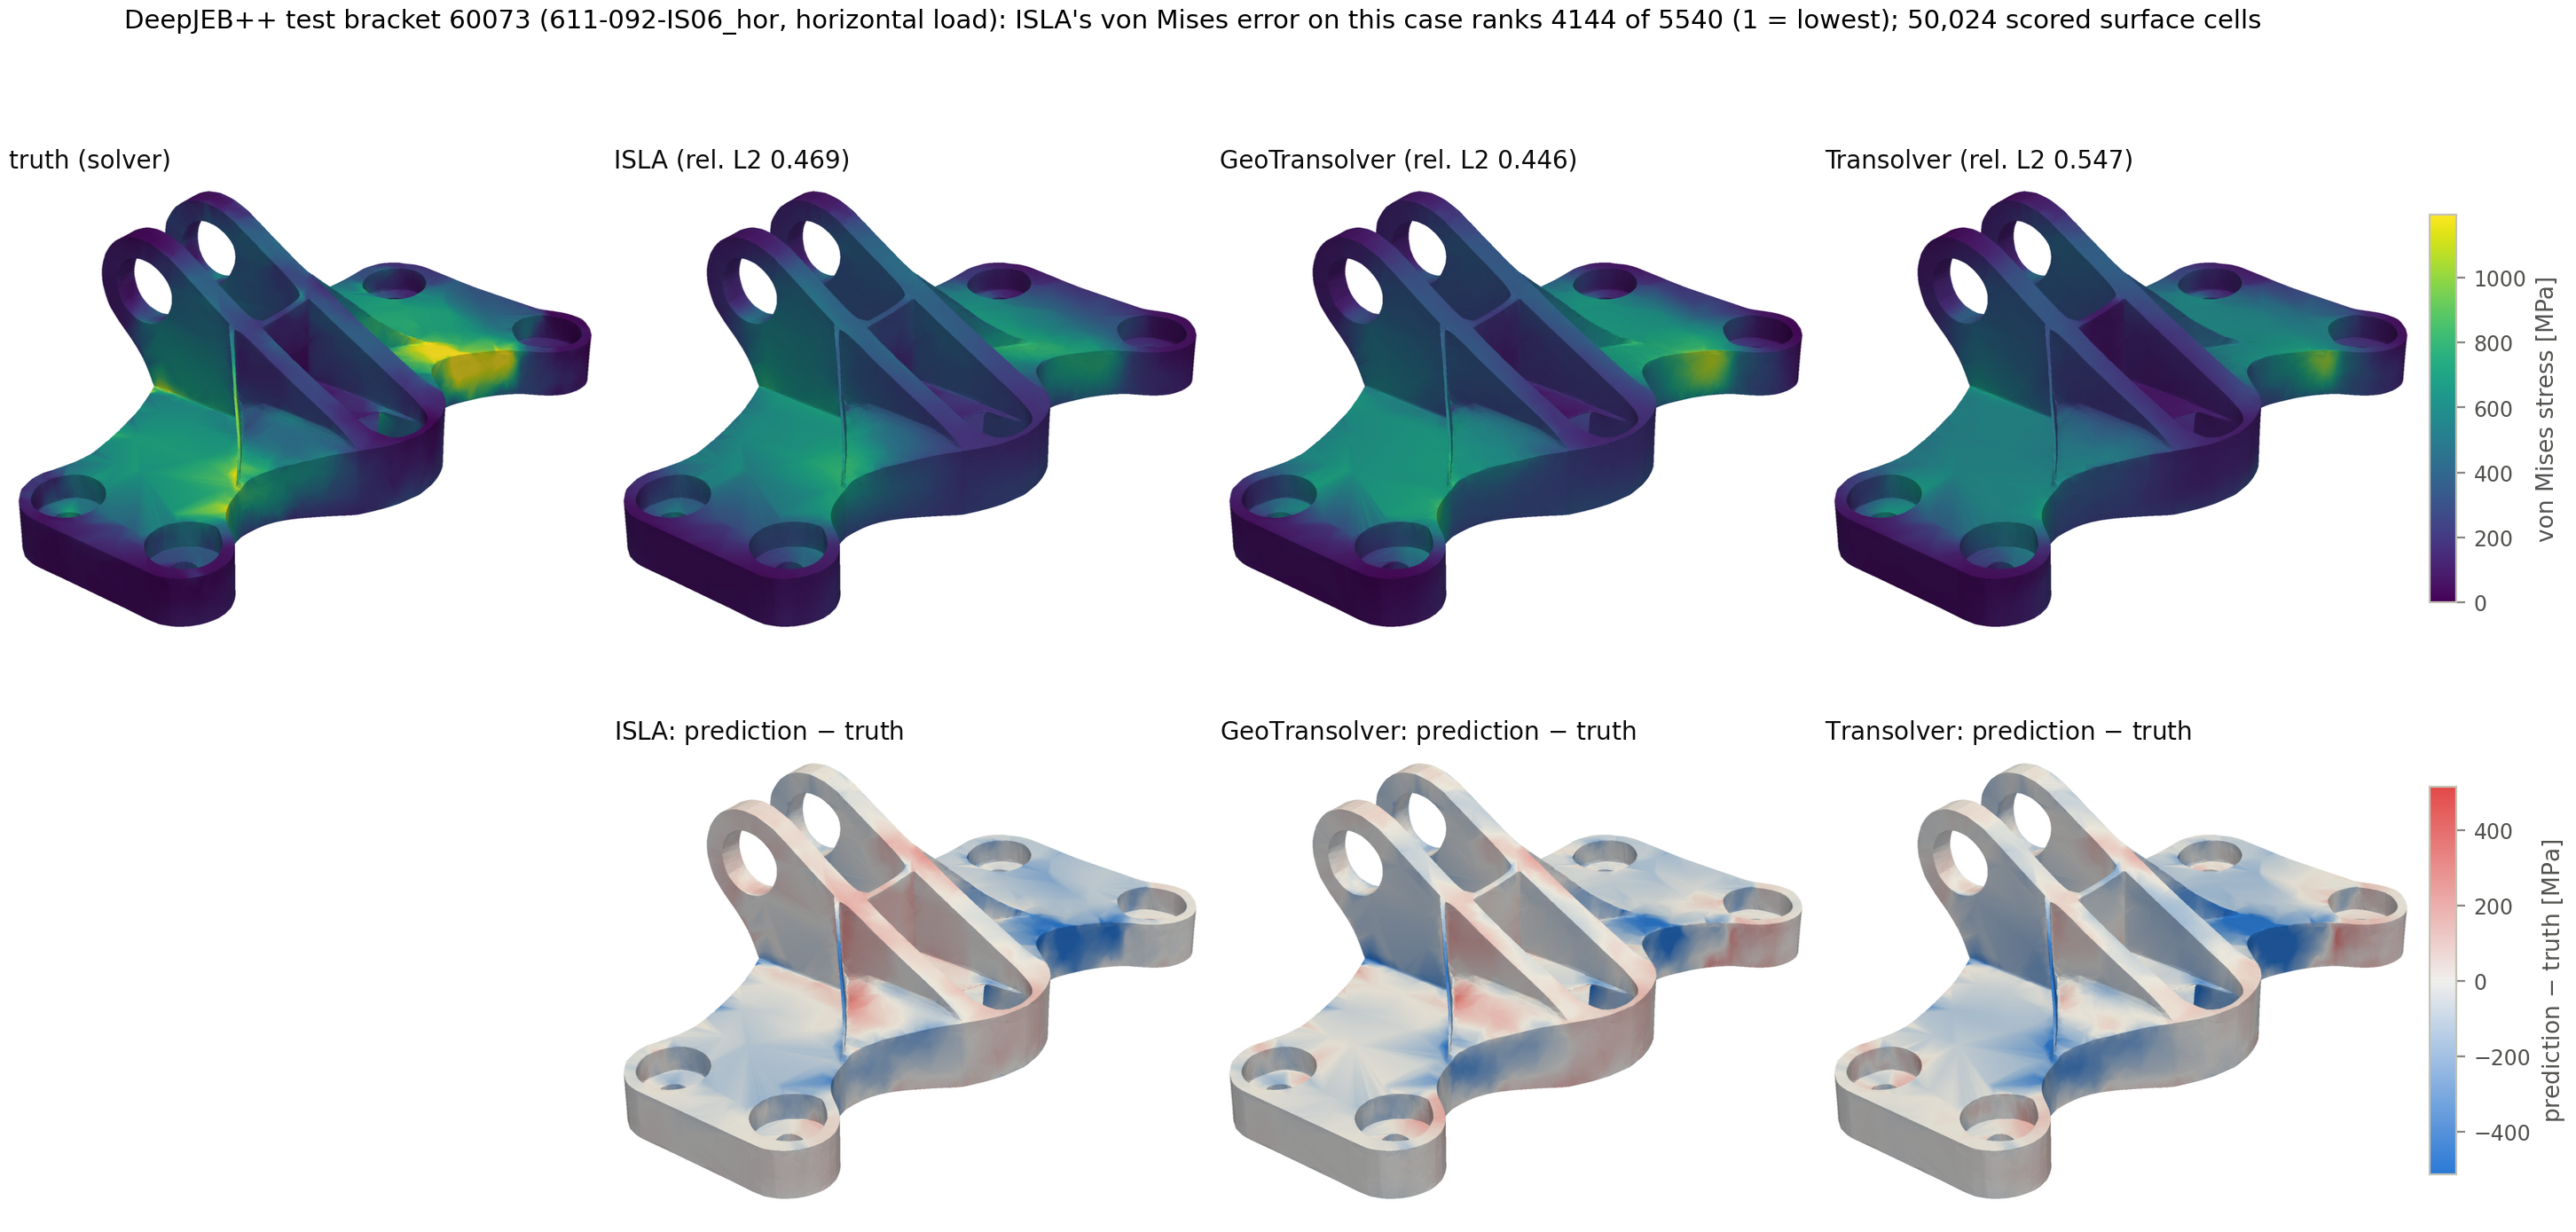 DeepJEB++ test bracket 60073 (611-092-IS06_hor, horizontal load): ISLA's von Mises error on this case ranks 4144 of 5540 (1 = lowest); 50,024 scored surface cells
truth (solver)
ISLA (rel. L2 0.469)
GeoTransolver (rel. L2 0.446)
Transolver (rel. L2 0.547)
1000
800
600
400
200
0
von Mises stress [MPa]
ISLA: prediction − truth
GeoTransolver: prediction − truth
Transolver: prediction − truth
400
200
0
−200
−400
prediction − truth [MPa]